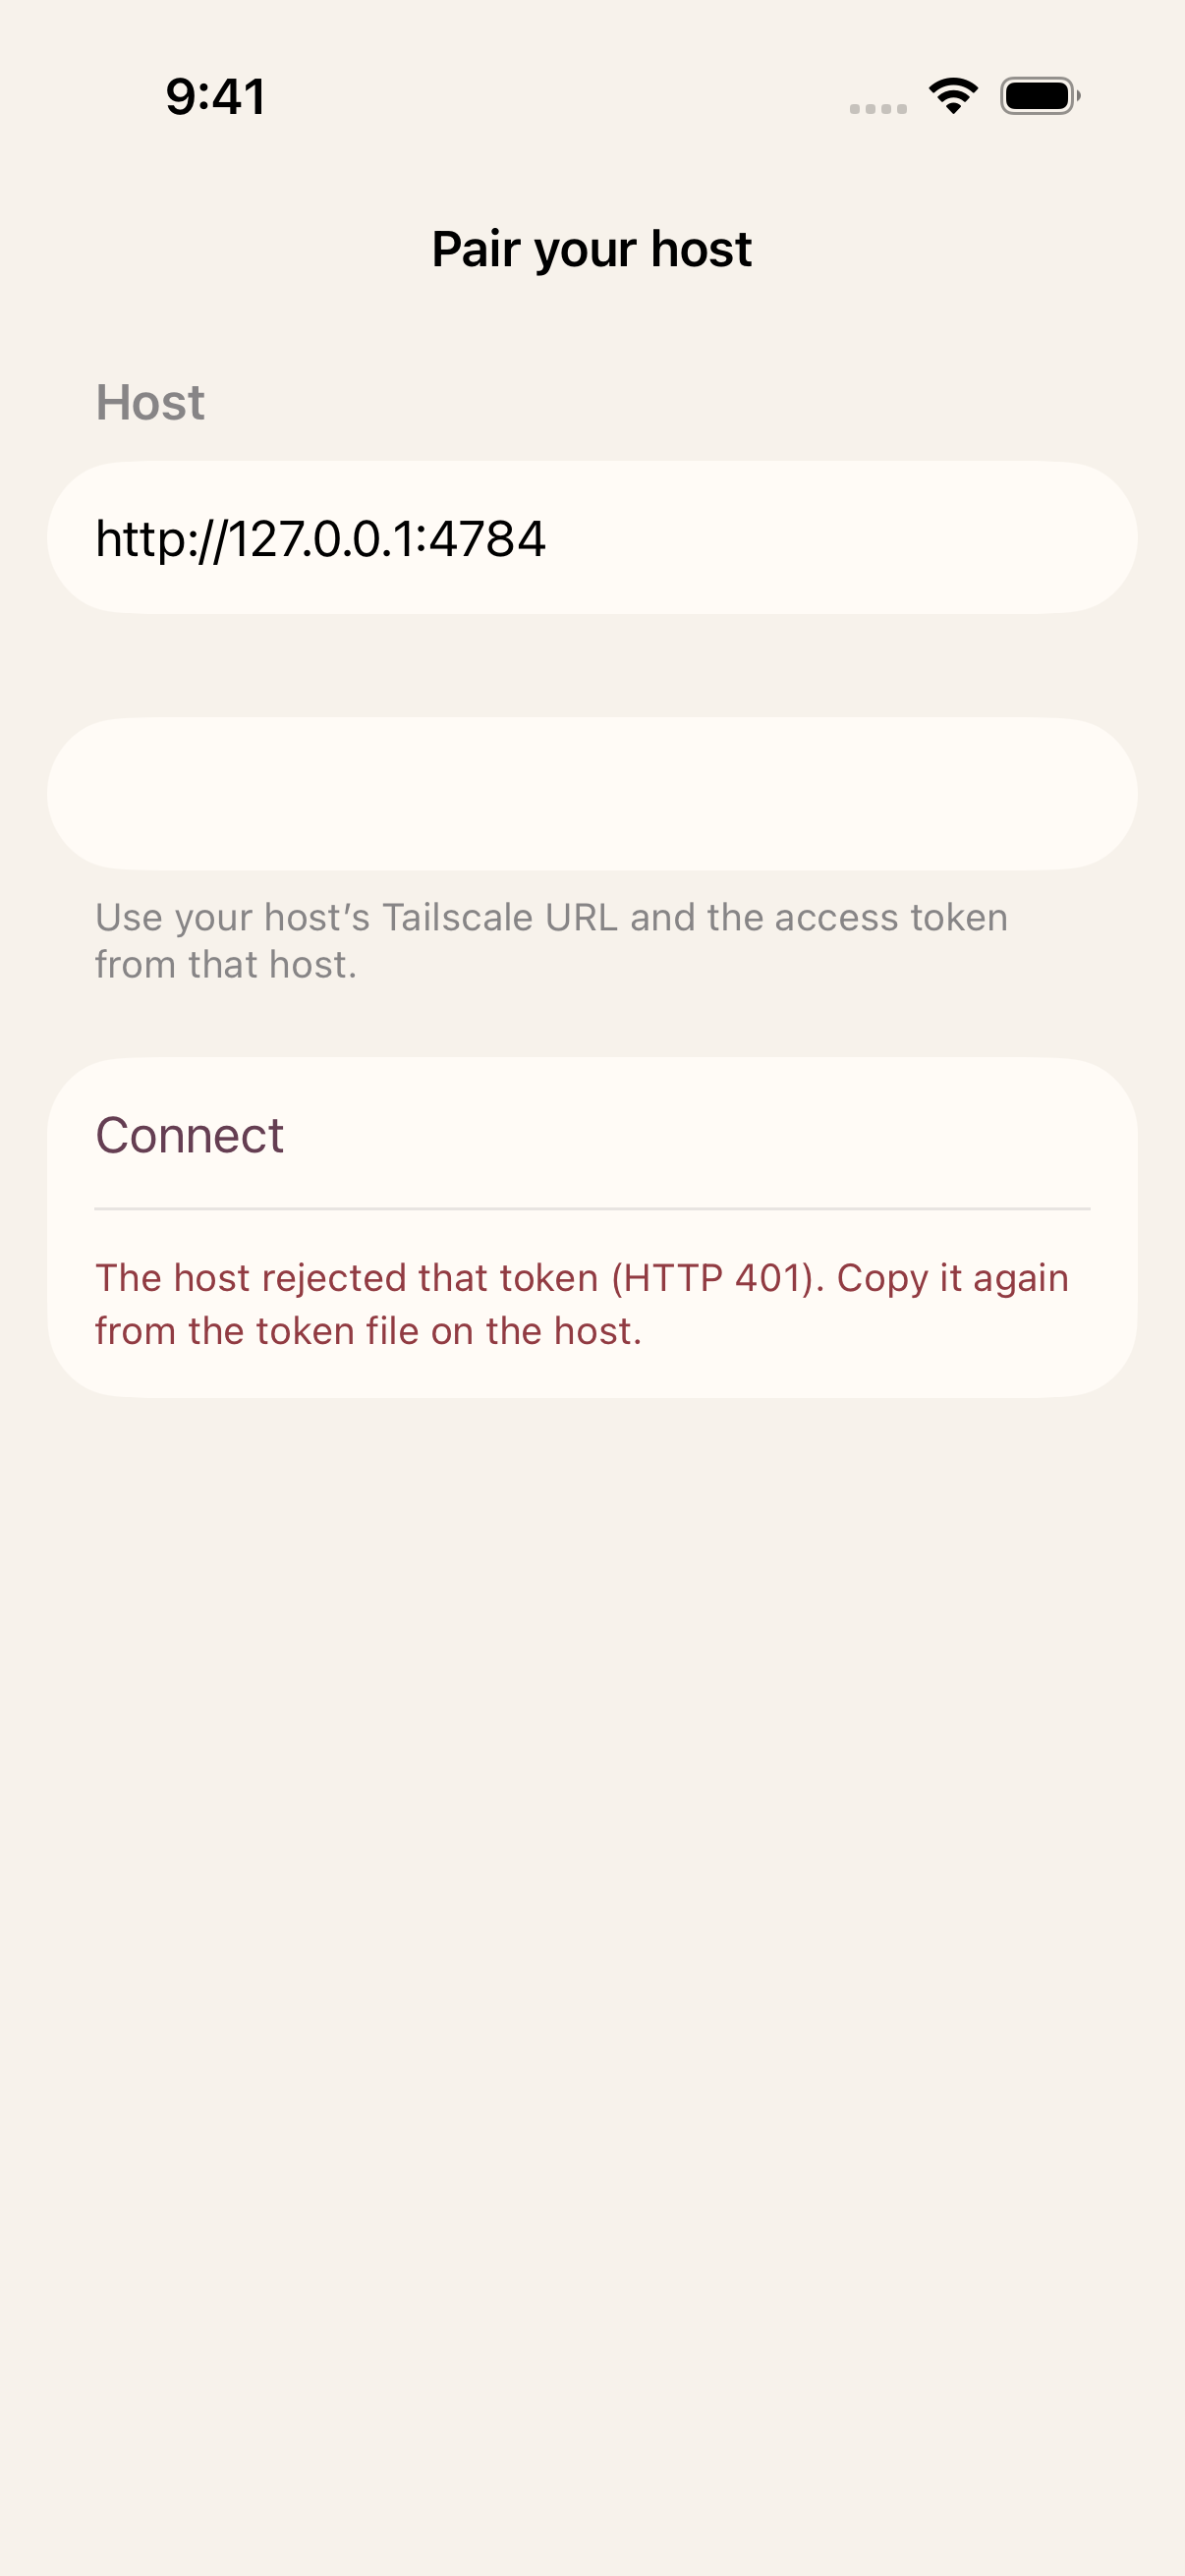 9:41
Pair your host
Host
http://127.0.0.1:4784
Use your host’s Tailscale URL and the access token
from that host.
Connect
The host rejected that token (HTTP 401). Copy it again
from the token file on the host.